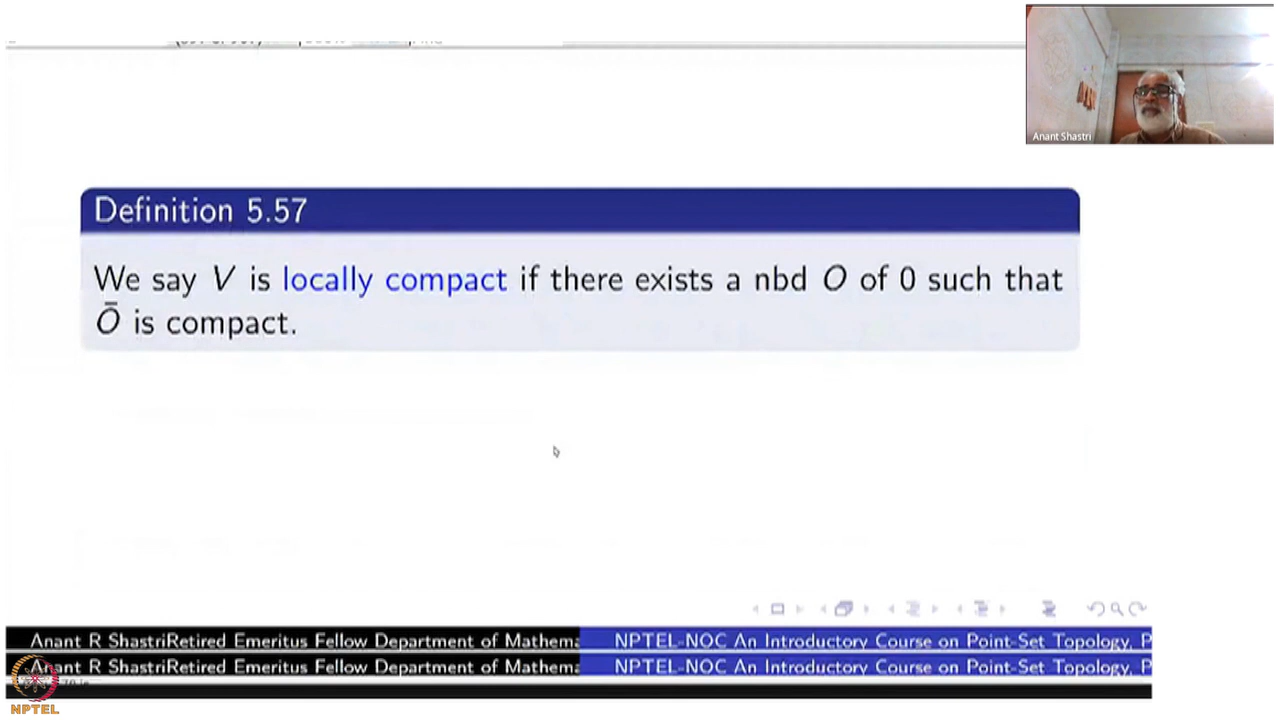 Anant Shastri
Definition 5.57
We say V is locally compact if there exists a nbd O of 0 such that
Ō is compact.
Anant R ShastriRetired Emeritus Fellow Department of Mathema
NPTEL-NOC An Introductory Course on Point-Set Topology, P
Anant R ShastriRetired Emeritus Fellow Department of Mathema
NPTEL-NOC An Introductory Course on Point-Set Topology, P
NPTEL